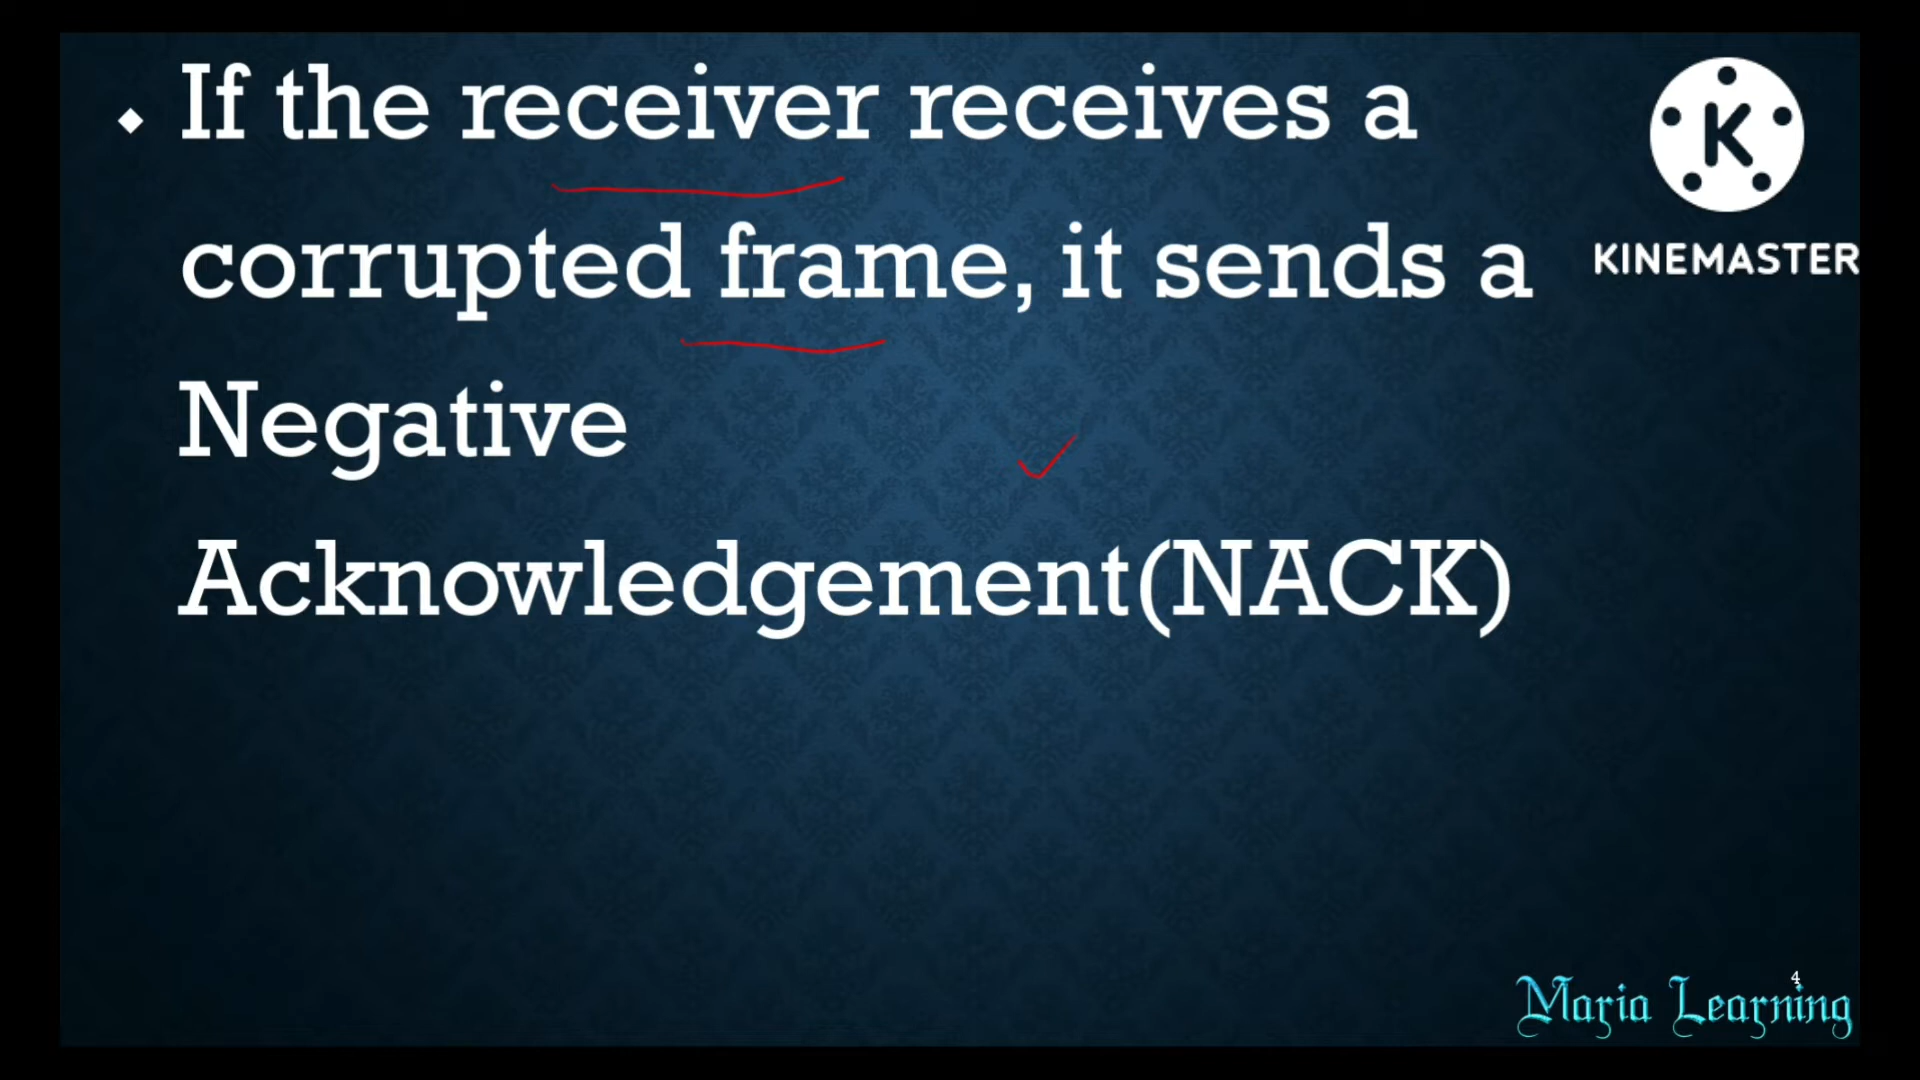 If the receiver receives a
corrupted frame, it sends a
Negative
Acknowledgement(NACK)
K
KINEMASTER
4
Maria Learning